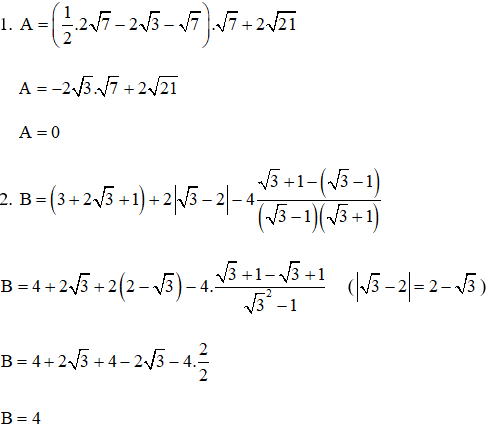 1. A = (1/2 . 2√7 − 2√3 − √7) . √7 + 2√21
A = −2√3.√7 + 2√21
A = 0
2. B = (3 + 2√3 + 1) + 2|√3 − 2| − 4 (√3 + 1 − (√3 − 1))/((√3 − 1)(√3 + 1))
B = 4 + 2√3 + 2(2 − √3) − 4. (√3 + 1 − √3 + 1)/(√3² − 1) (|√3 − 2| = 2 − √3)
B = 4 + 2√3 + 4 − 2√3 − 4. 2/2
B = 4